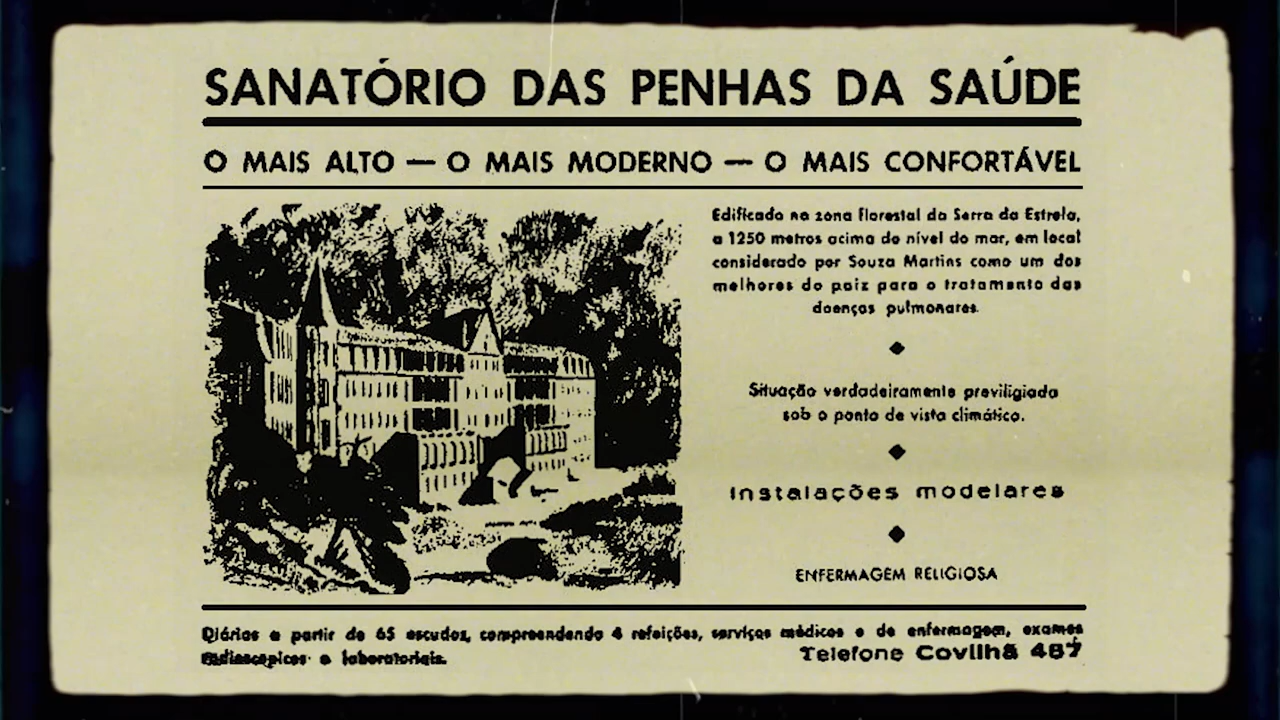 SANATÓRIO DAS PENHAS DA SAÚDE
O MAIS ALTO — O MAIS MODERNO — O MAIS CONFORTÁVEL
Edificado na zona florestal da Serra da Estrela,
a 1250 metros acima do nível do mar, em local
considerado por Souza Martins como um dos
melhores do paiz para o tratamento das
doenças pulmonares.
Situação verdadeiramente previligiada
sob o ponto de vista climático.
Instalações modelares
ENFERMAGEM RELIGIOSA
Diárias a partir de 65 escudos, compreendendo 4 refeições, serviços médicos e de enfermagem, exames
radioscopicos e laboratoriais.
Telefone Covilhã 487